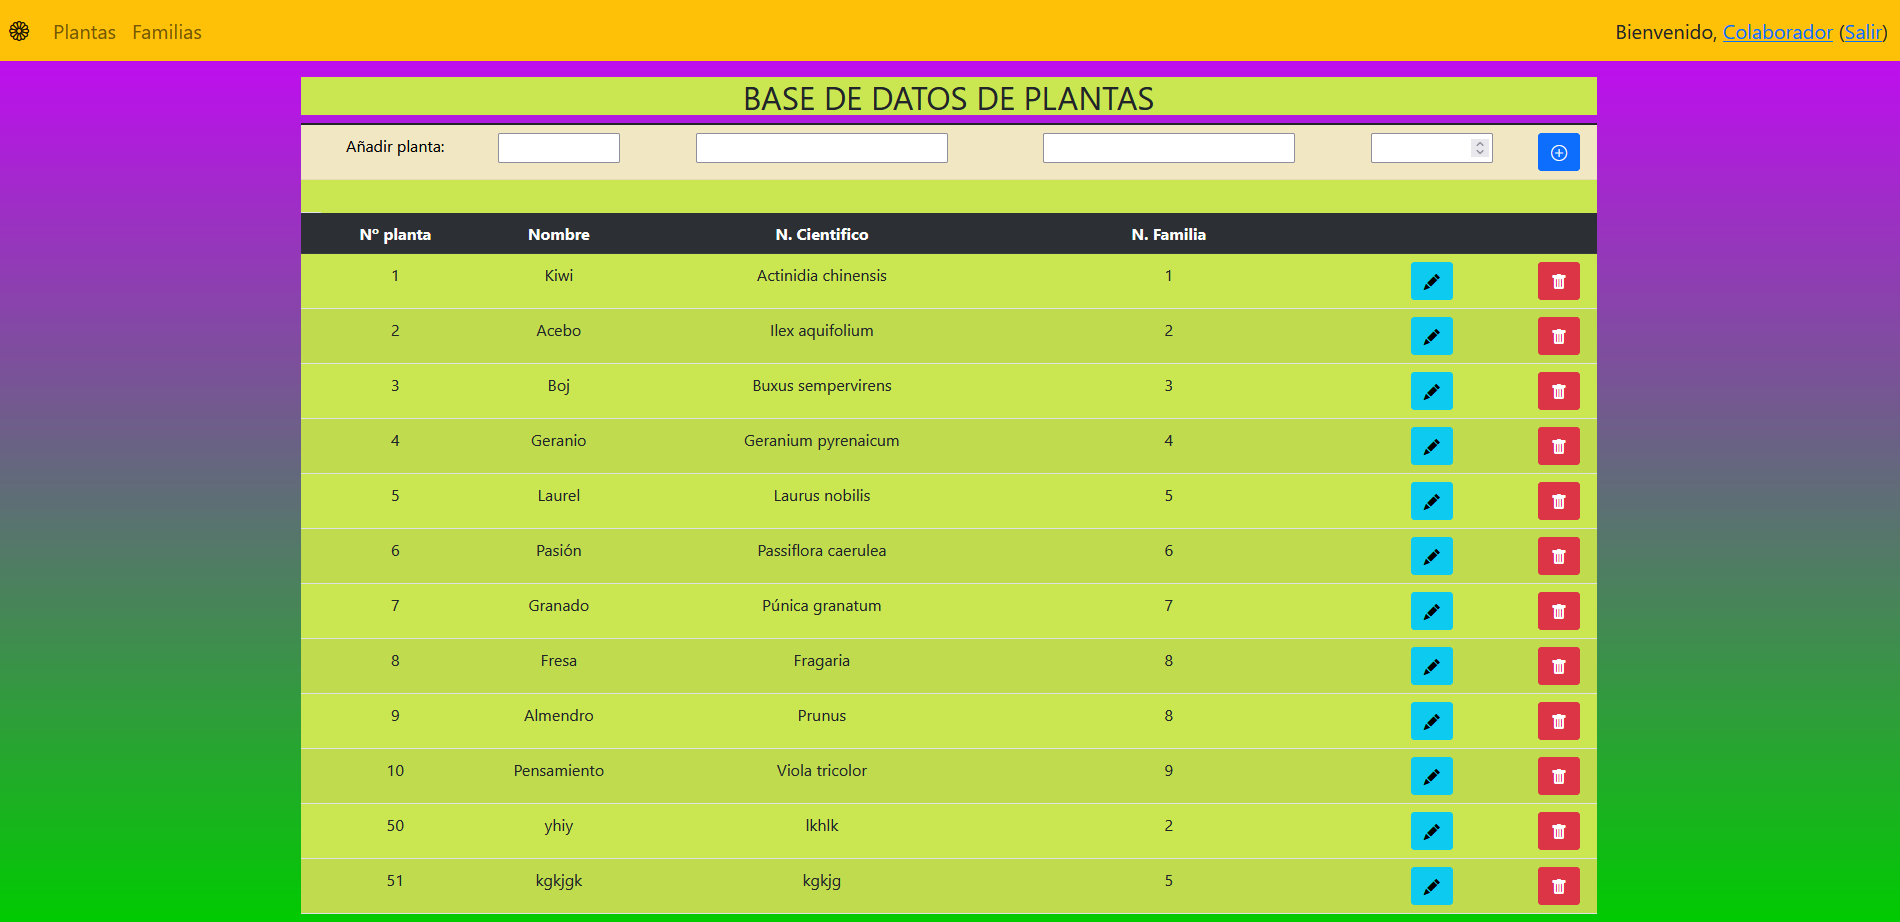 Plantas Familias Bienvenido, Colaborador (Salir)
BASE DE DATOS DE PLANTAS
Añadir planta:
Nº planta Nombre N. Cientifico N. Familia
1 Kiwi Actinidia chinensis 1
2 Acebo Ilex aquifolium 2
3 Boj Buxus sempervirens 3
4 Geranio Geranium pyrenaicum 4
5 Laurel Laurus nobilis 5
6 Pasión Passiflora caerulea 6
7 Granado Púnica granatum 7
8 Fresa Fragaria 8
9 Almendro Prunus 8
10 Pensamiento Viola tricolor 9
50 yhiy lkhlk 2
51 kgkjgk kgkjg 5